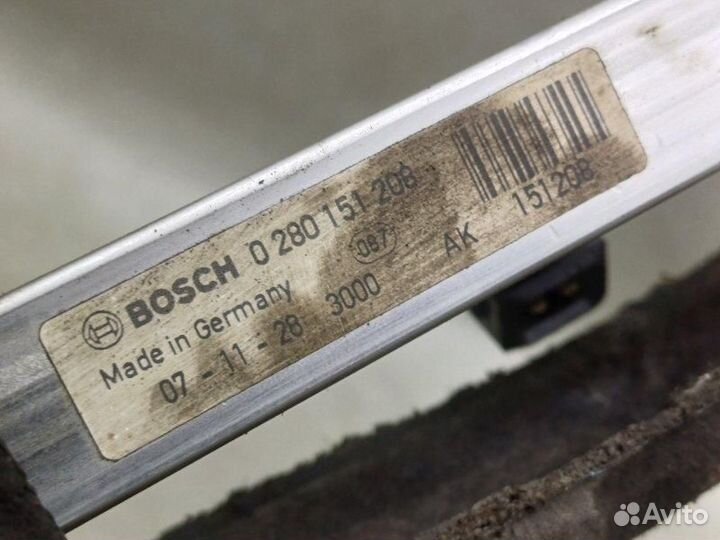 BOSCH 0 280 151 208
Made in Germany 087
07 - 11 - 28 3000 AK 151208
Avito